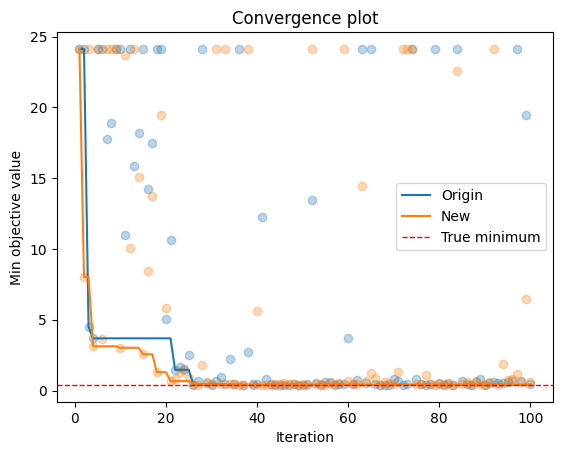 Convergence plot
Min objective value
25
20
15
10
5
0
Origin
New
True minimum
0 20 40 60 80 100
Iteration